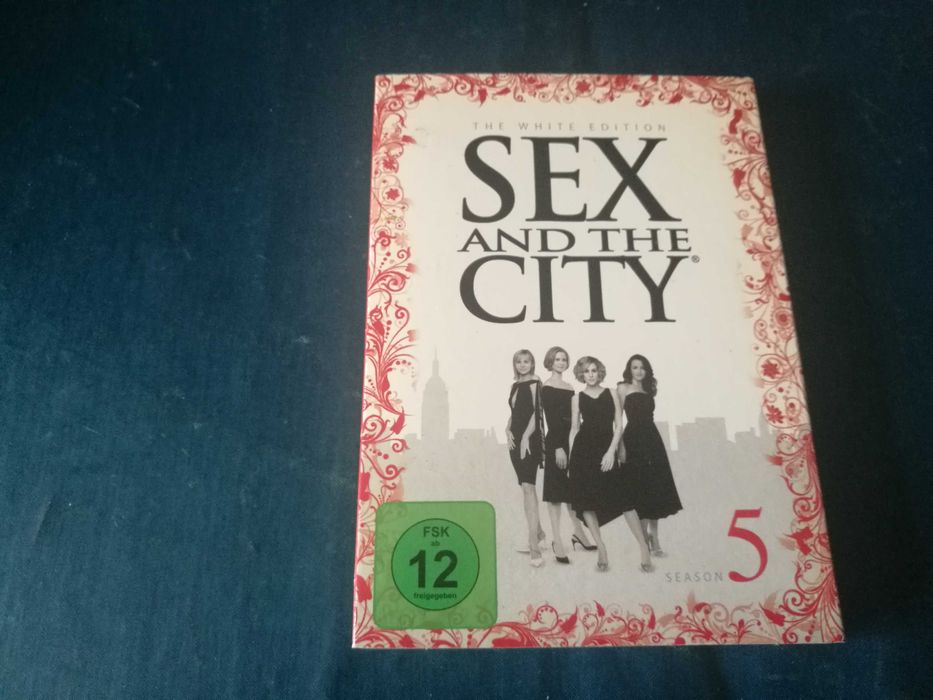 THE WHITE EDITION
SEX
AND THE
CITY®
FSK
ab
12
freigegeben
SEASON 5